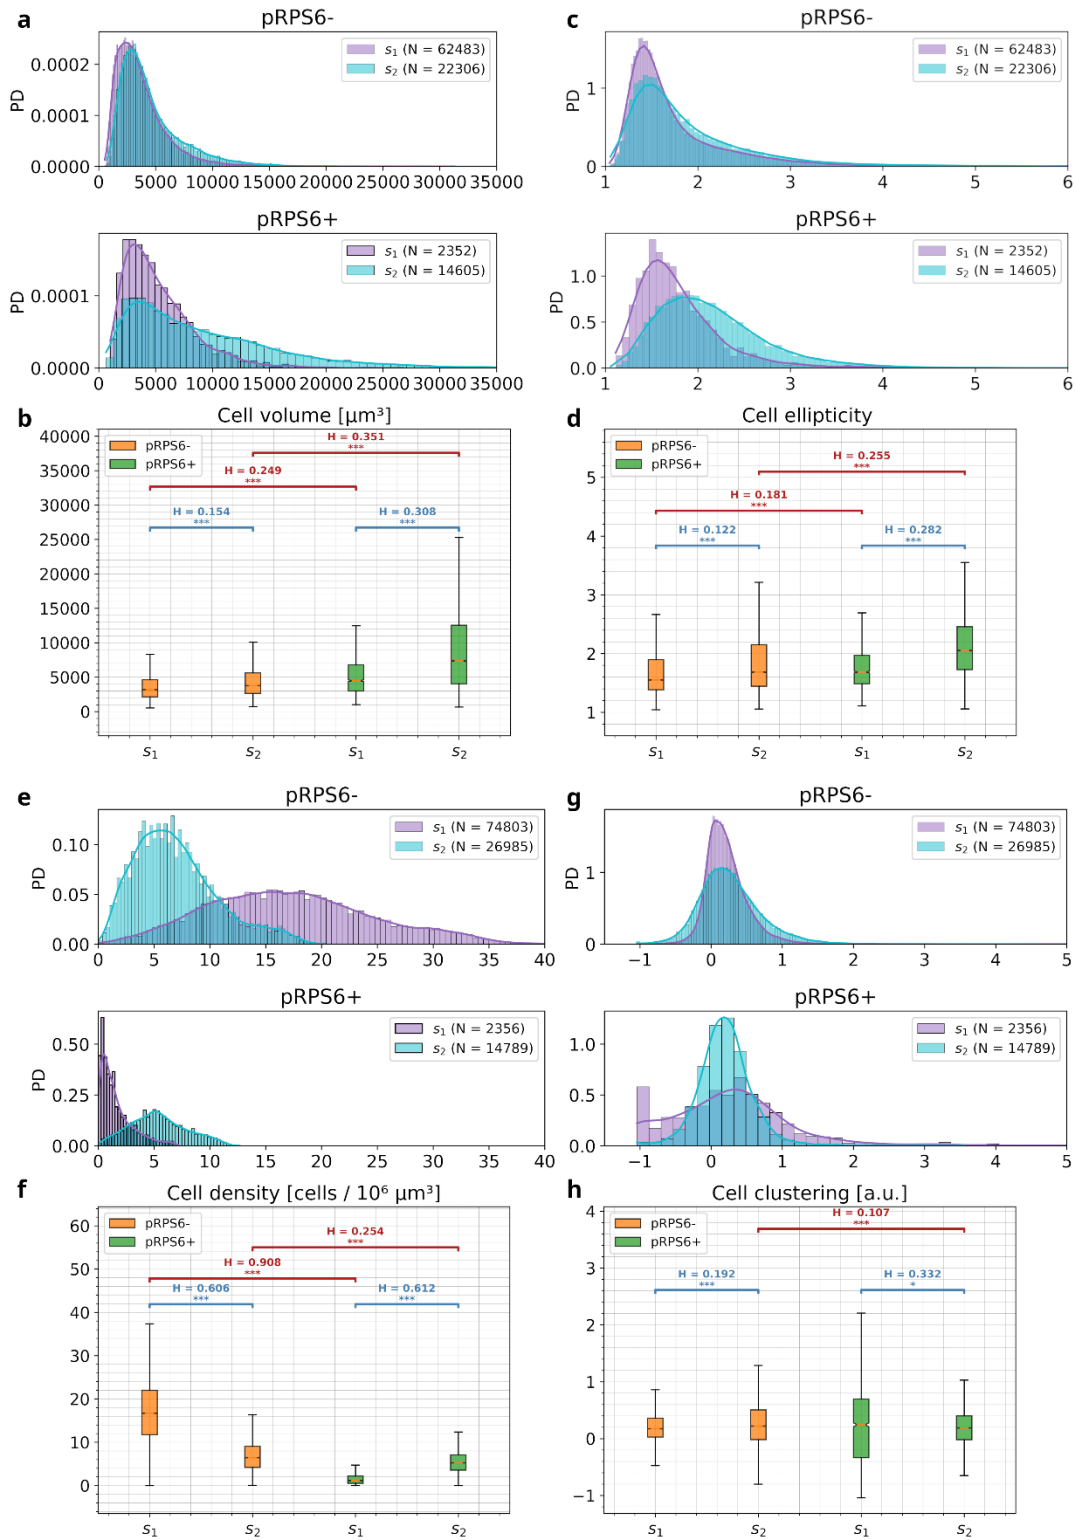 a
pRPS6-
s1 (N = 62483)
s2 (N = 22306)
PD
0.0002
0.0001
0.0000
0 5000 10000 15000 20000 25000 30000 35000
pRPS6+
s1 (N = 2352)
s2 (N = 14605)
PD
0.0001
0.0000
0 5000 10000 15000 20000 25000 30000 35000
c
pRPS6-
s1 (N = 62483)
s2 (N = 22306)
PD
1
0
1 2 3 4 5 6
pRPS6+
s1 (N = 2352)
s2 (N = 14605)
PD
1.0
0.5
0.0
1 2 3 4 5 6
b
Cell volume [µm³]
pRPS6-
pRPS6+
H = 0.351
***
H = 0.249
***
H = 0.154
***
H = 0.308
***
40000
35000
30000
25000
20000
15000
10000
5000
0
s1 s2 s1 s2
d
Cell ellipticity
pRPS6-
pRPS6+
H = 0.255
***
H = 0.181
***
H = 0.122
***
H = 0.282
***
5
4
3
2
1
s1 s2 s1 s2
e
pRPS6-
s1 (N = 74803)
s2 (N = 26985)
PD
0.10
0.05
0.00
0 5 10 15 20 25 30 35 40
pRPS6+
s1 (N = 2356)
s2 (N = 14789)
PD
0.50
0.25
0.00
0 5 10 15 20 25 30 35 40
g
pRPS6-
s1 (N = 74803)
s2 (N = 26985)
PD
1
0
−1 0 1 2 3 4 5
pRPS6+
s1 (N = 2356)
s2 (N = 14789)
1.0
0.5
0.0
−1 0 1 2 3 4 5
f
Cell density [cells / 10⁶ µm³]
pRPS6-
pRPS6+
H = 0.254
***
H = 0.908
***
H = 0.606
***
H = 0.612
***
60
50
40
30
20
10
0
s1 s2 s1 s2
h
Cell clustering [a.u.]
pRPS6-
pRPS6+
H = 0.107
***
H = 0.192
***
H = 0.332
*
4
3
2
1
0
−1
s1 s2 s1 s2